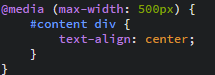 @media (max-width: 500px) {
    #content div {
        text-align: center;
    }
}